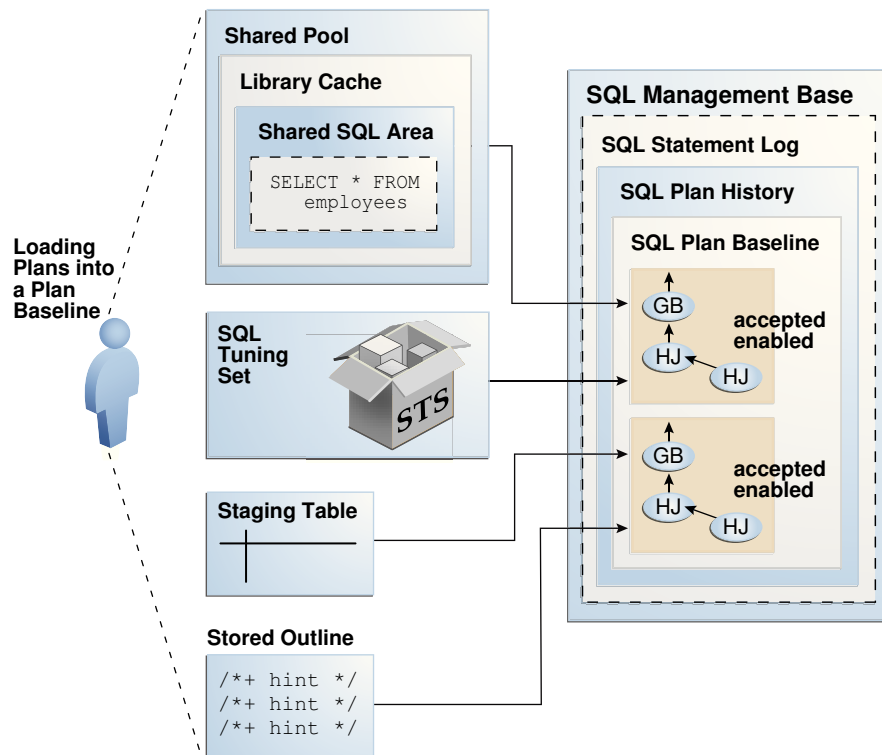 Loading
Plans into
a Plan
Baseline
Shared Pool
Library Cache
Shared SQL Area
SELECT * FROM
employees
SQL
Tuning
Set
STS
Staging Table
Stored Outline
/*+ hint */
/*+ hint */
/*+ hint */
SQL Management Base
SQL Statement Log
SQL Plan History
SQL Plan Baseline
GB
HJ
HJ
accepted
enabled
GB
HJ
HJ
accepted
enabled